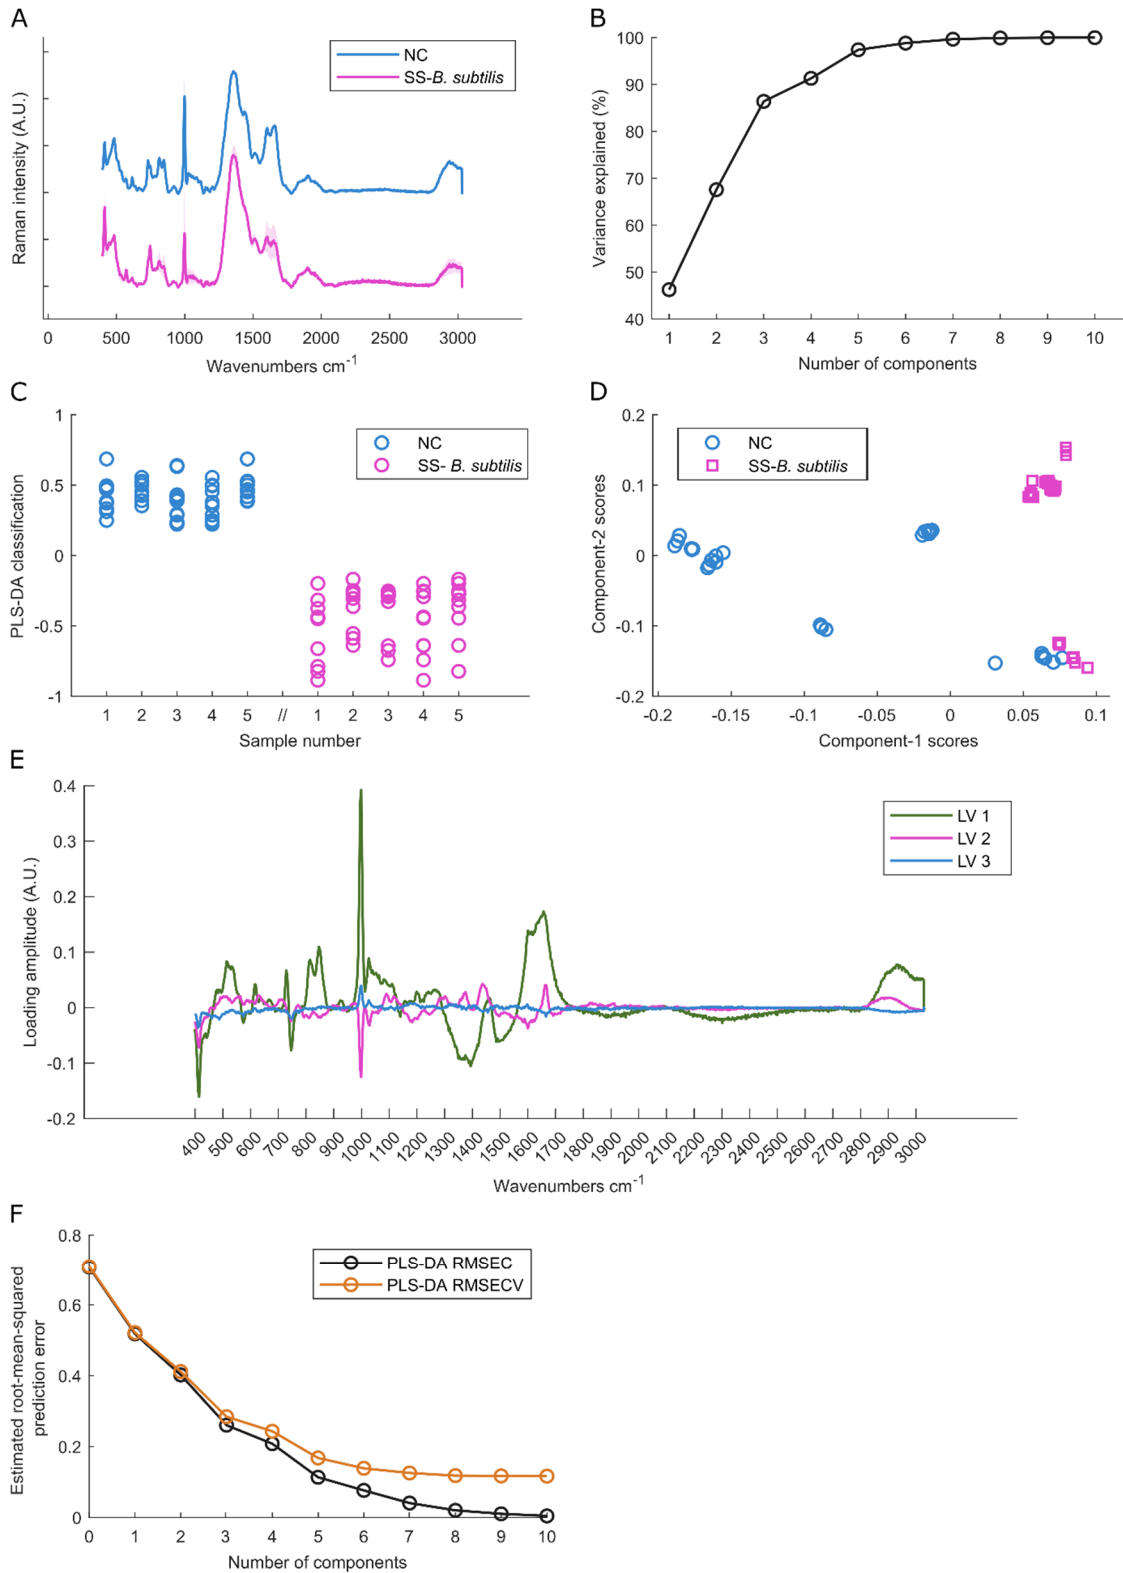 A
NC
SS-B. subtilis
Raman intensity (A.U.)
0 500 1000 1500 2000 2500 3000
Wavenumbers cm-1
B
100
90
80
70
60
50
40
Variance explained (%)
1 2 3 4 5 6 7 8 9 10
Number of components
C
1
0.5
0
-0.5
-1
PLS-DA classification
NC
SS- B. subtilis
1 2 3 4 5 // 1 2 3 4 5
Sample number
D
0.2
0.1
0
-0.1
-0.2
Component-2 scores
NC
SS-B. subtilis
-0.2 -0.15 -0.1 -0.05 0 0.05 0.1
Component-1 scores
E
0.4
0.3
0.2
0.1
0
-0.1
-0.2
Loading amplitude (A.U.)
LV 1
LV 2
LV 3
400 500 600 700 800 900 1000 1100 1200 1300 1400 1500 1600 1700 1800 1900 2000 2100 2200 2300 2400 2500 2600 2700 2800 2900 3000
Wavenumbers cm-1
F
0.8
0.6
0.4
0.2
0
Estimated root-mean-squared
prediction error
PLS-DA RMSEC
PLS-DA RMSECV
0 1 2 3 4 5 6 7 8 9 10
Number of components